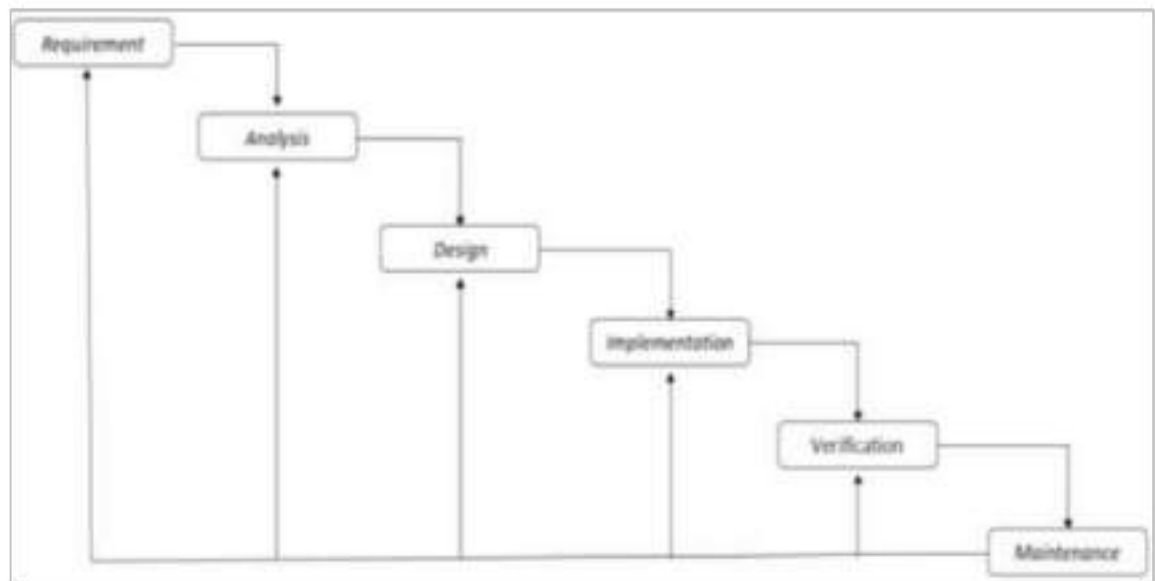 Requirement
Analysis
Design
Implementation
Verification
Maintenance